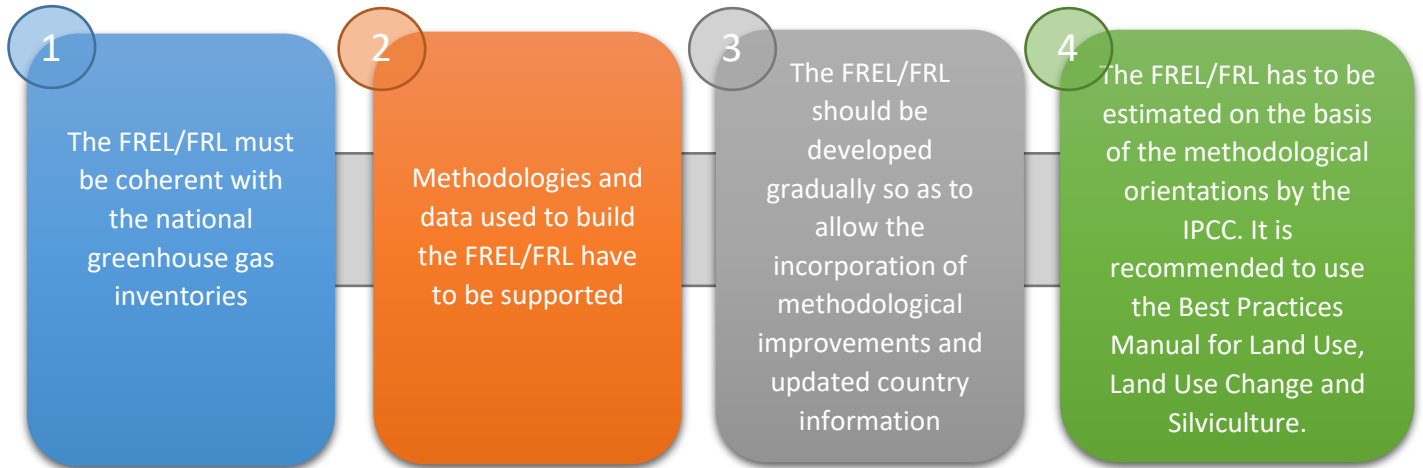 1
The FREL/FRL must
be coherent with
the national
greenhouse gas
inventories
2
Methodologies and
data used to build
the FREL/FRL have
to be supported
3
The FREL/FRL
should be
developed
gradually so as to
allow the
incorporation of
methodological
improvements and
updated country
information
4
The FREL/FRL has to be
estimated on the basis
of the methodological
orientations by the
IPCC. It is
recommended to use
the Best Practices
Manual for Land Use,
Land Use Change and
Silviculture.